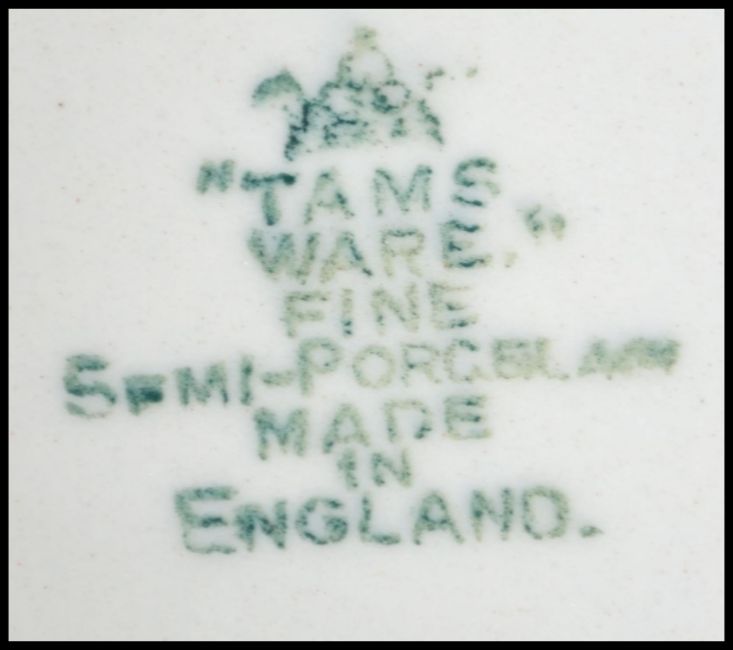 "TAMS
WARE."
FINE
SEMI-PORCELAIN
MADE
IN
ENGLAND.